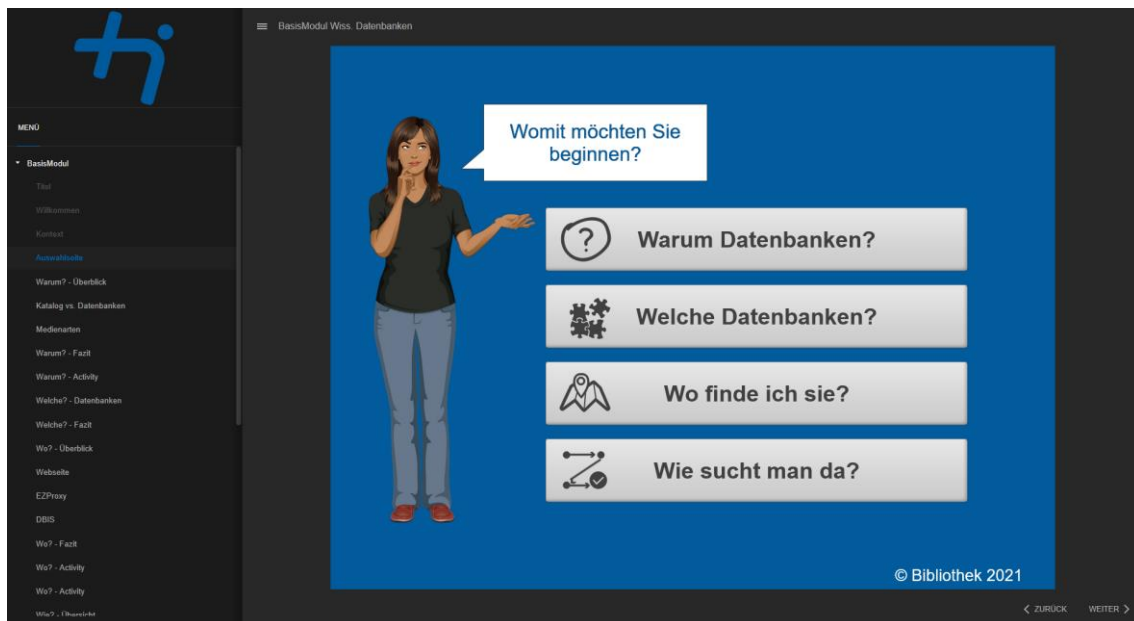 MENÜ
BasisModul
Titel
Willkommen
Kontext
Auswahlseite
Warum? - Überblick
Katalog vs. Datenbanken
Medienarten
Warum? - Fazit
Warum? - Activity
Welche? - Datenbanken
Welche? - Fazit
Wo? - Überblick
Webseite
EZProxy
DBIS
Wo? - Fazit
Wo? - Activity
Wo? - Activity
Wie? - Übersicht
BasisModul Wiss. Datenbanken
Womit möchten Sie
beginnen?
Warum Datenbanken?
Welche Datenbanken?
Wo finde ich sie?
Wie sucht man da?
© Bibliothek 2021
ZURÜCK WEITER